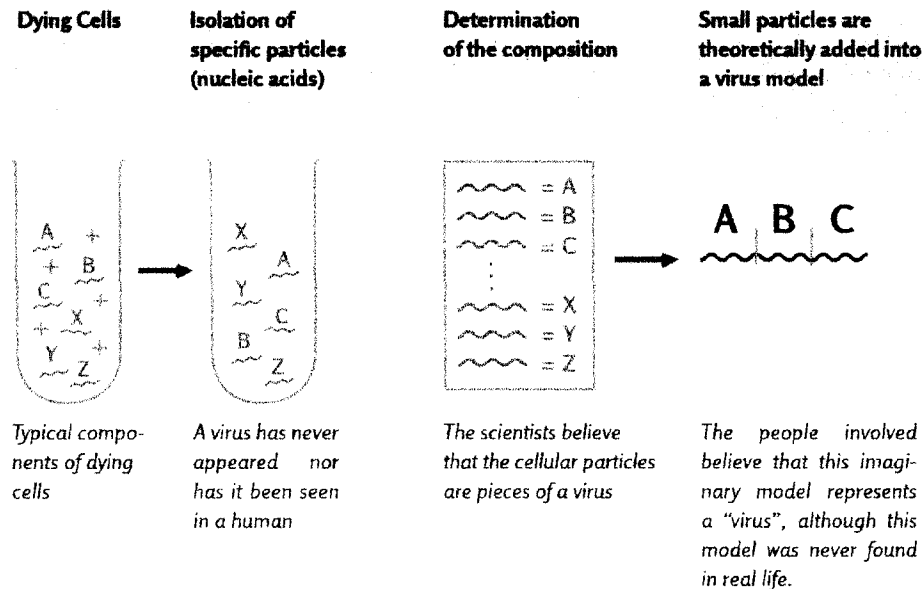 Dying Cells
Isolation of
specific particles
(nucleic acids)
Determination
of the composition
Small particles are
theoretically added into
a virus model
A
+
+
B
C
+
+
X
Y
+
Z
X
A
Y
C
B
Z
= A
= B
= C
= X
= Y
= Z
A B C
Typical compo-
nents of dying
cells
A virus has never
appeared nor
has it been seen
in a human
The scientists believe
that the cellular particles
are pieces of a virus
The people involved
believe that this imagi-
nary model represents
a “virus”, although this
model was never found
in real life.